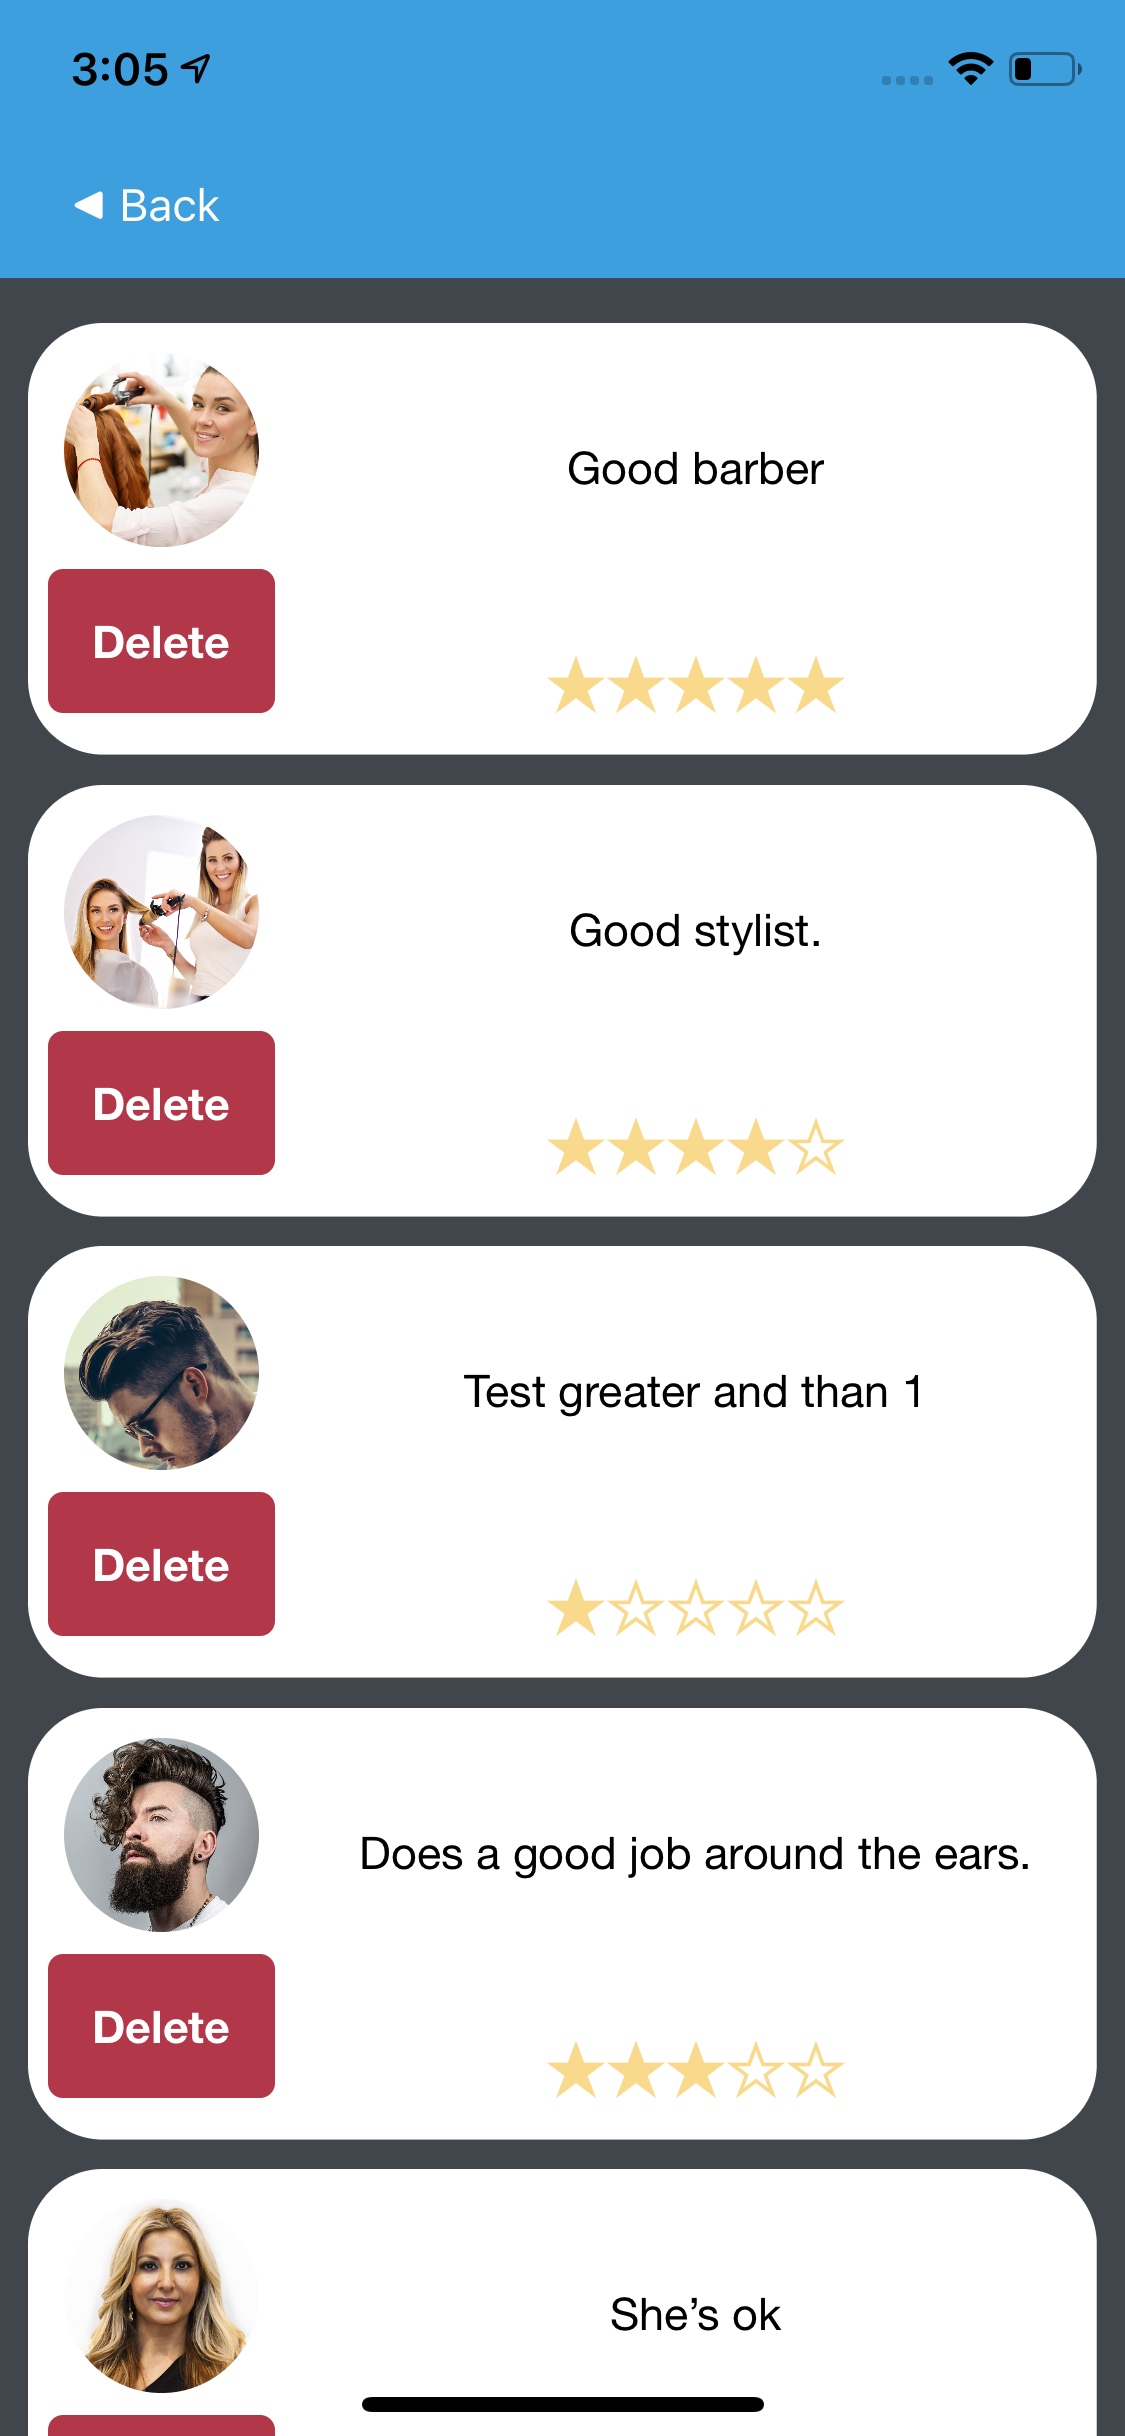 3:05
Back
Good barber
Delete
Good stylist.
Delete
Test greater and than 1
Delete
Does a good job around the ears.
Delete
She’s ok